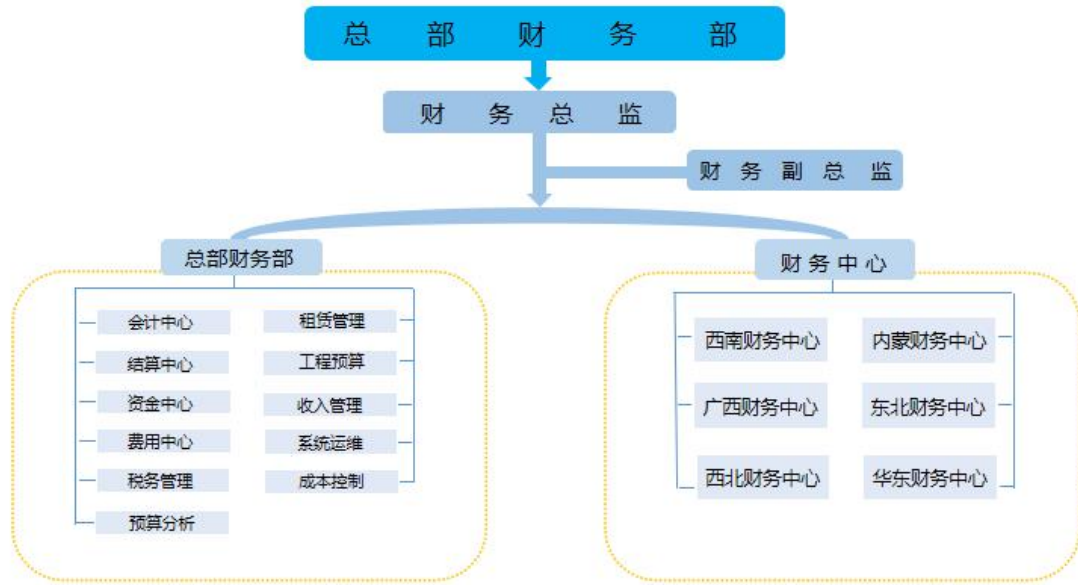 总部财务部
财务总监
财务副总监
总部财务部
财务中心
会计中心
结算中心
资金中心
费用中心
税务管理
预算分析
租赁管理
工程预算
收入管理
系统运维
成本控制
西南财务中心
广西财务中心
西北财务中心
内蒙财务中心
东北财务中心
华东财务中心